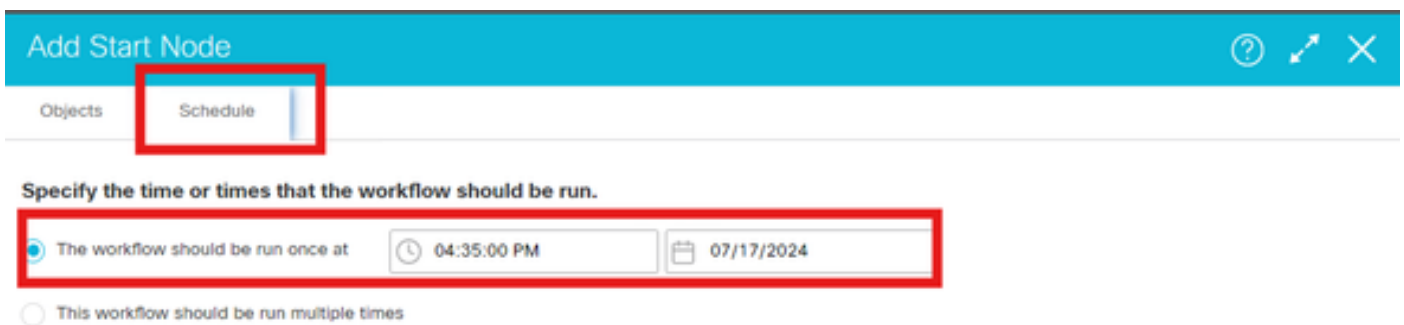 Add Start Node
Objects Schedule
Specify the time or times that the workflow should be run.
The workflow should be run once at 04:35:00 PM 07/17/2024
This workflow should be run multiple times